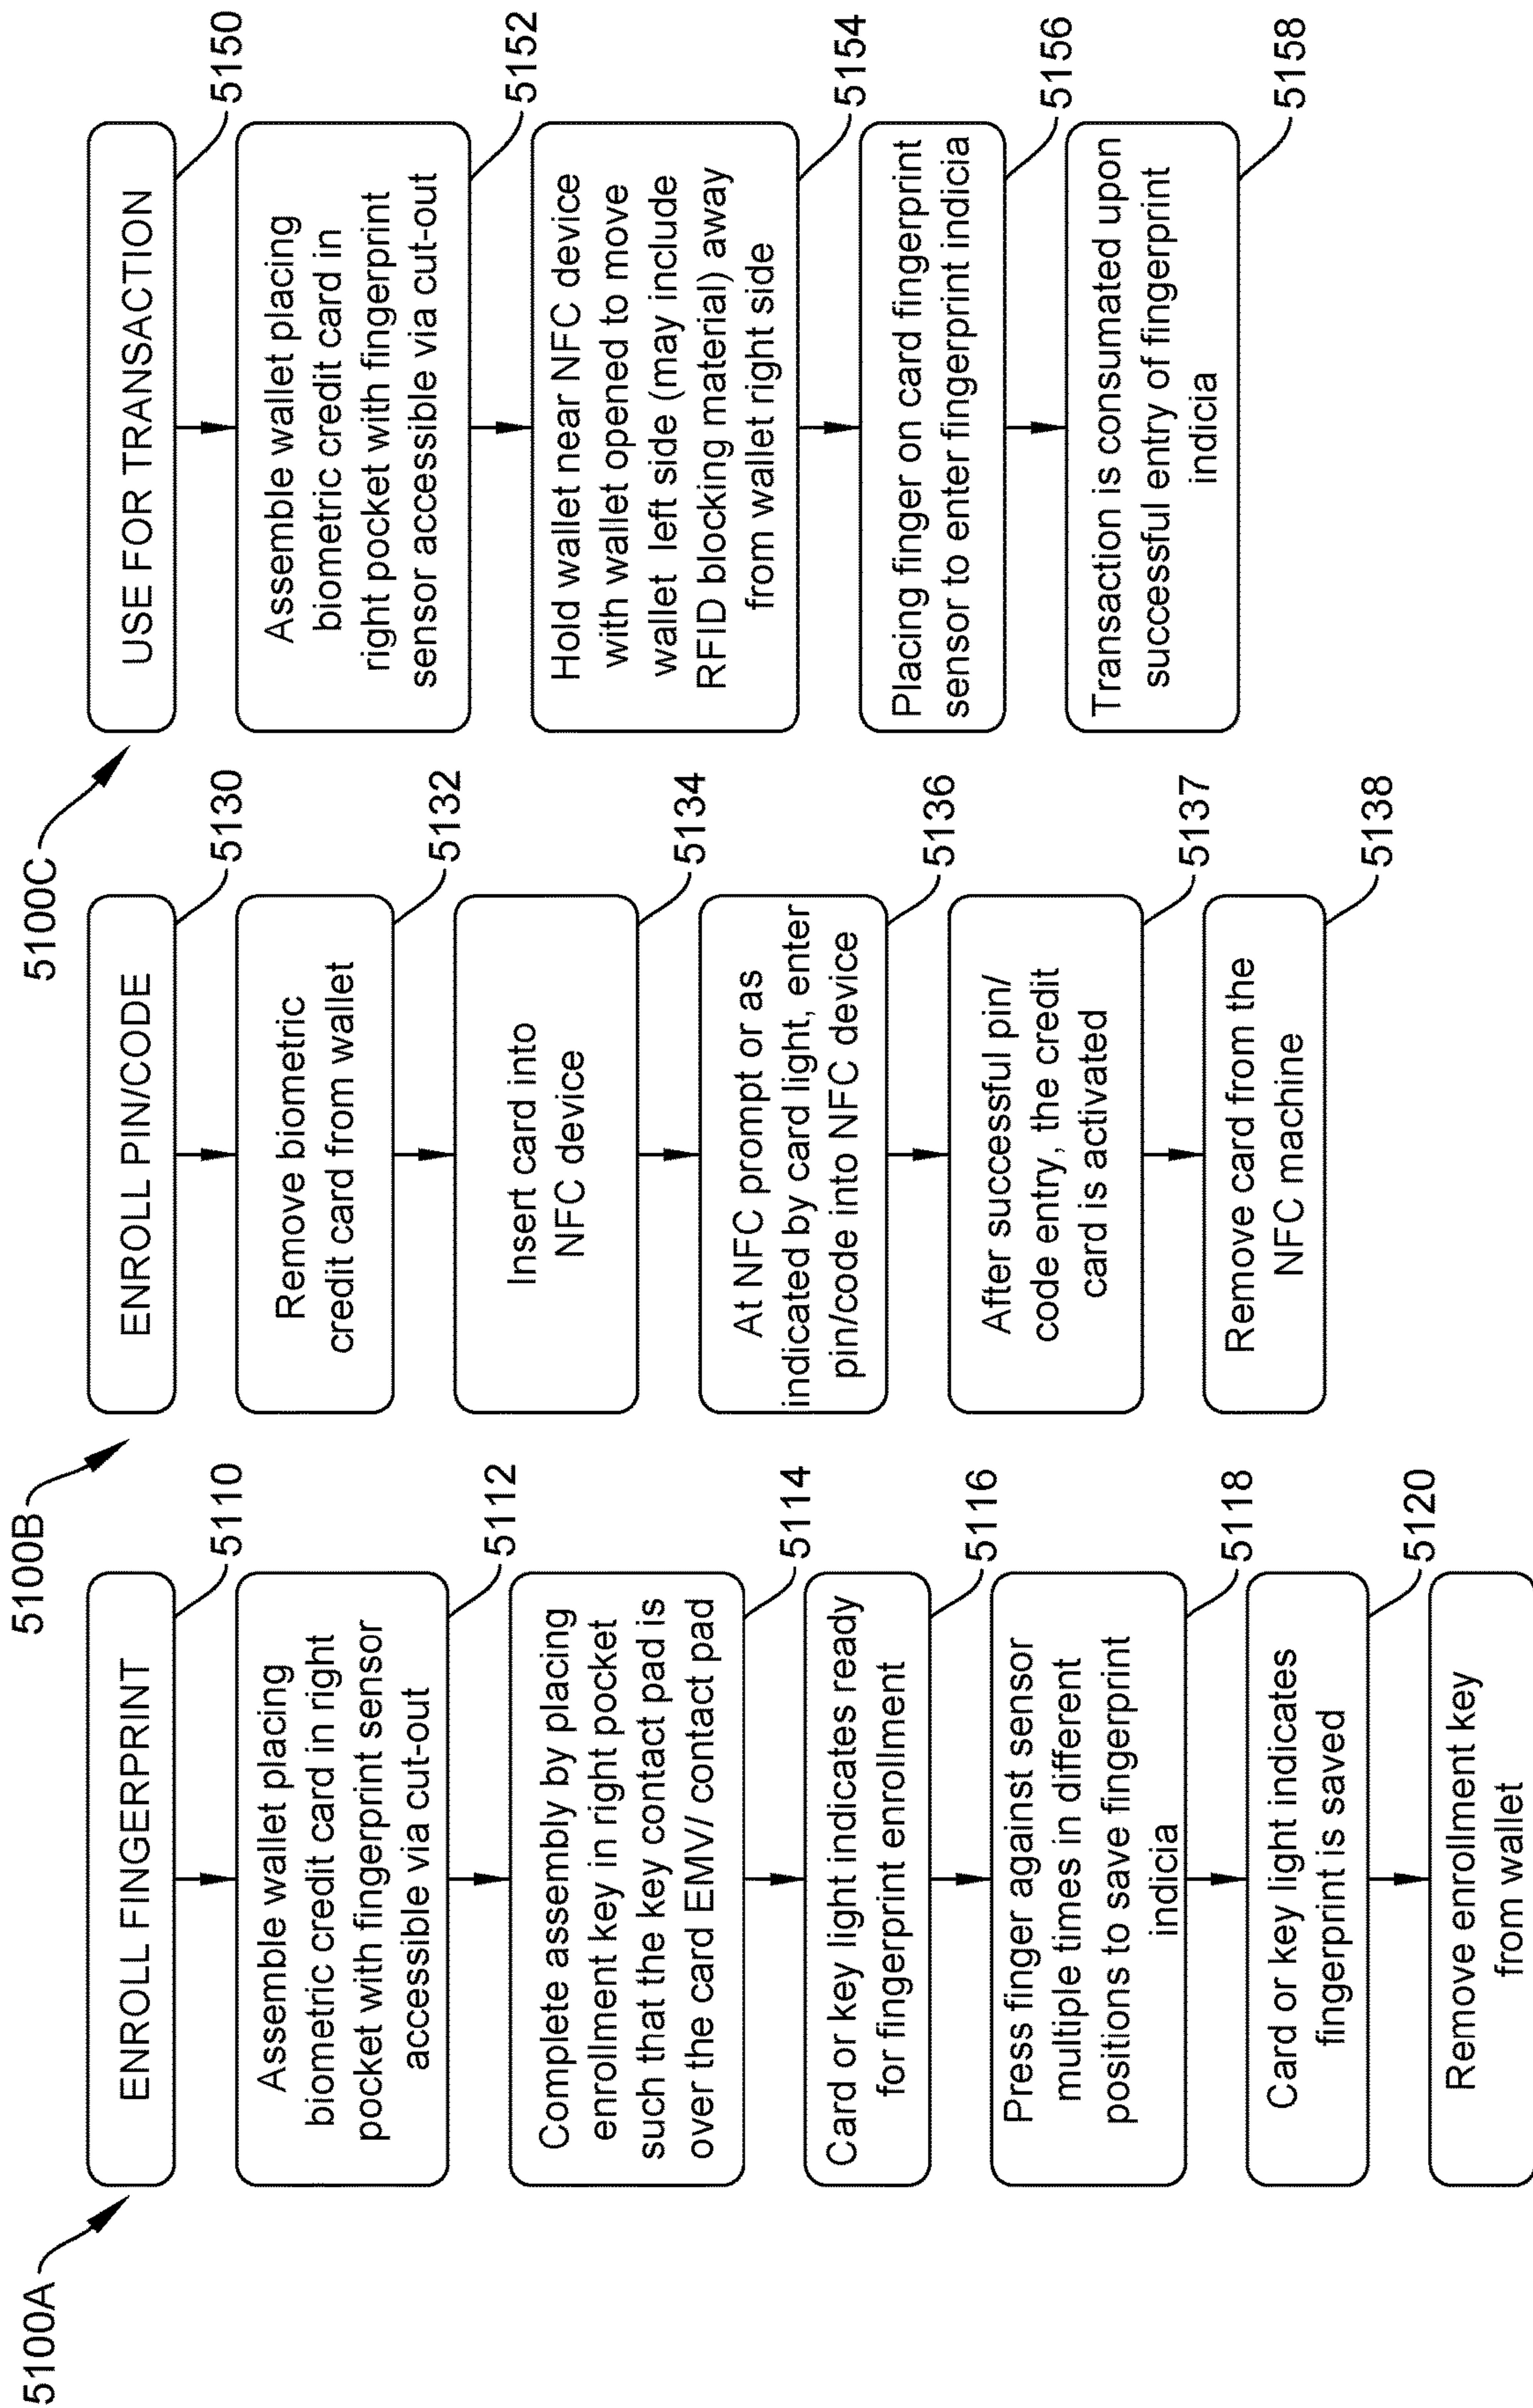 5100A
ENROLL FINGERPRINT
5110
Assemble wallet placing
biometric credit card in right
pocket with fingerprint sensor
accessible via cut-out
5112
Complete assembly by placing
enrollment key in right pocket
such that the key contact pad is
over the card EMV/ contact pad
5114
Card or key light indicates ready
for fingerprint enrollment
5116
Press finger against sensor
multiple times in different
positions to save fingerprint
indicia
5118
Card or key light indicates
fingerprint is saved
5120
Remove enrollment key
from wallet
5100B
ENROLL PIN/CODE
5130
Remove biometric
credit card from wallet
5132
Insert card into
NFC device
5134
At NFC prompt or as
indicated by card light, enter
pin/code into NFC device
5136
After successful pin/
code entry, the credit
card is activated
5137
Remove card from the
NFC machine
5138
5100C
USE FOR TRANSACTION
5150
Assemble wallet placing
biometric credit card in
right pocket with fingerprint
sensor accessible via cut-out
5152
Hold wallet near NFC device
with wallet opened to move
wallet left side (may include
RFID blocking material) away
from wallet right side
5154
Placing finger on card fingerprint
sensor to enter fingerprint indicia
5156
Transaction is consumated upon
successful entry of fingerprint
indicia
5158